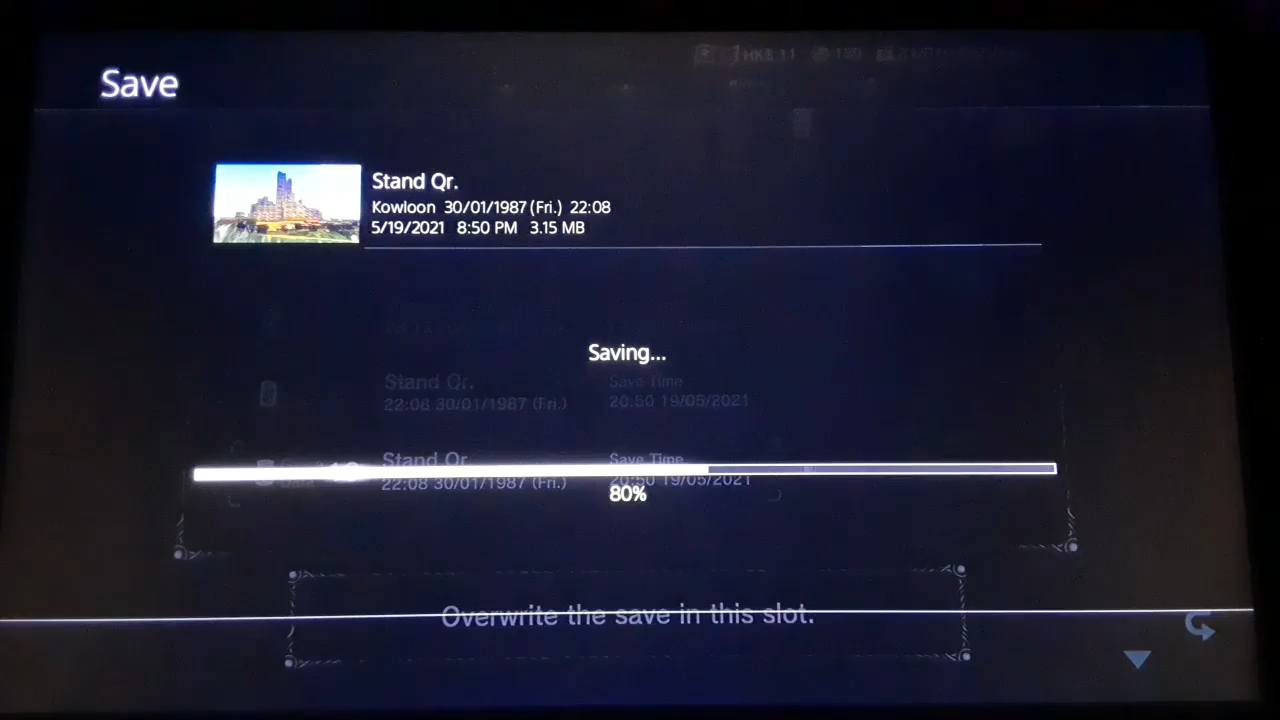 Save
Stand Qr.
Kowloon 30/01/1987 (Fri.) 22:08
5/19/2021 8:50 PM 3.15 MB
Saving...
Stand Qr. Save Time
22:08 30/01/1987 (Fri.) 20:50 19/05/2021
Stand Qr. Save Time
22:08 30/01/1987 (Fri.) 20:50 19/05/2021
80%
Overwrite the save in this slot.